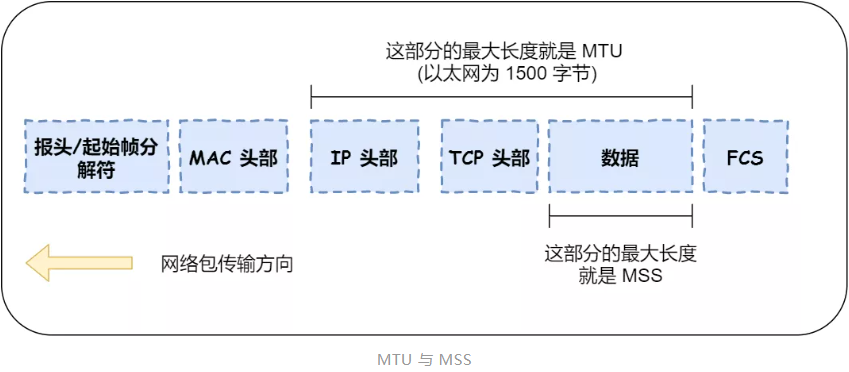 这部分的最大长度就是 MTU
(以太网为 1500 字节)
报头/起始帧分
解符
MAC 头部
IP 头部
TCP 头部
数据
FCS
网络包传输方向
这部分的最大长度
就是 MSS
MTU 与 MSS